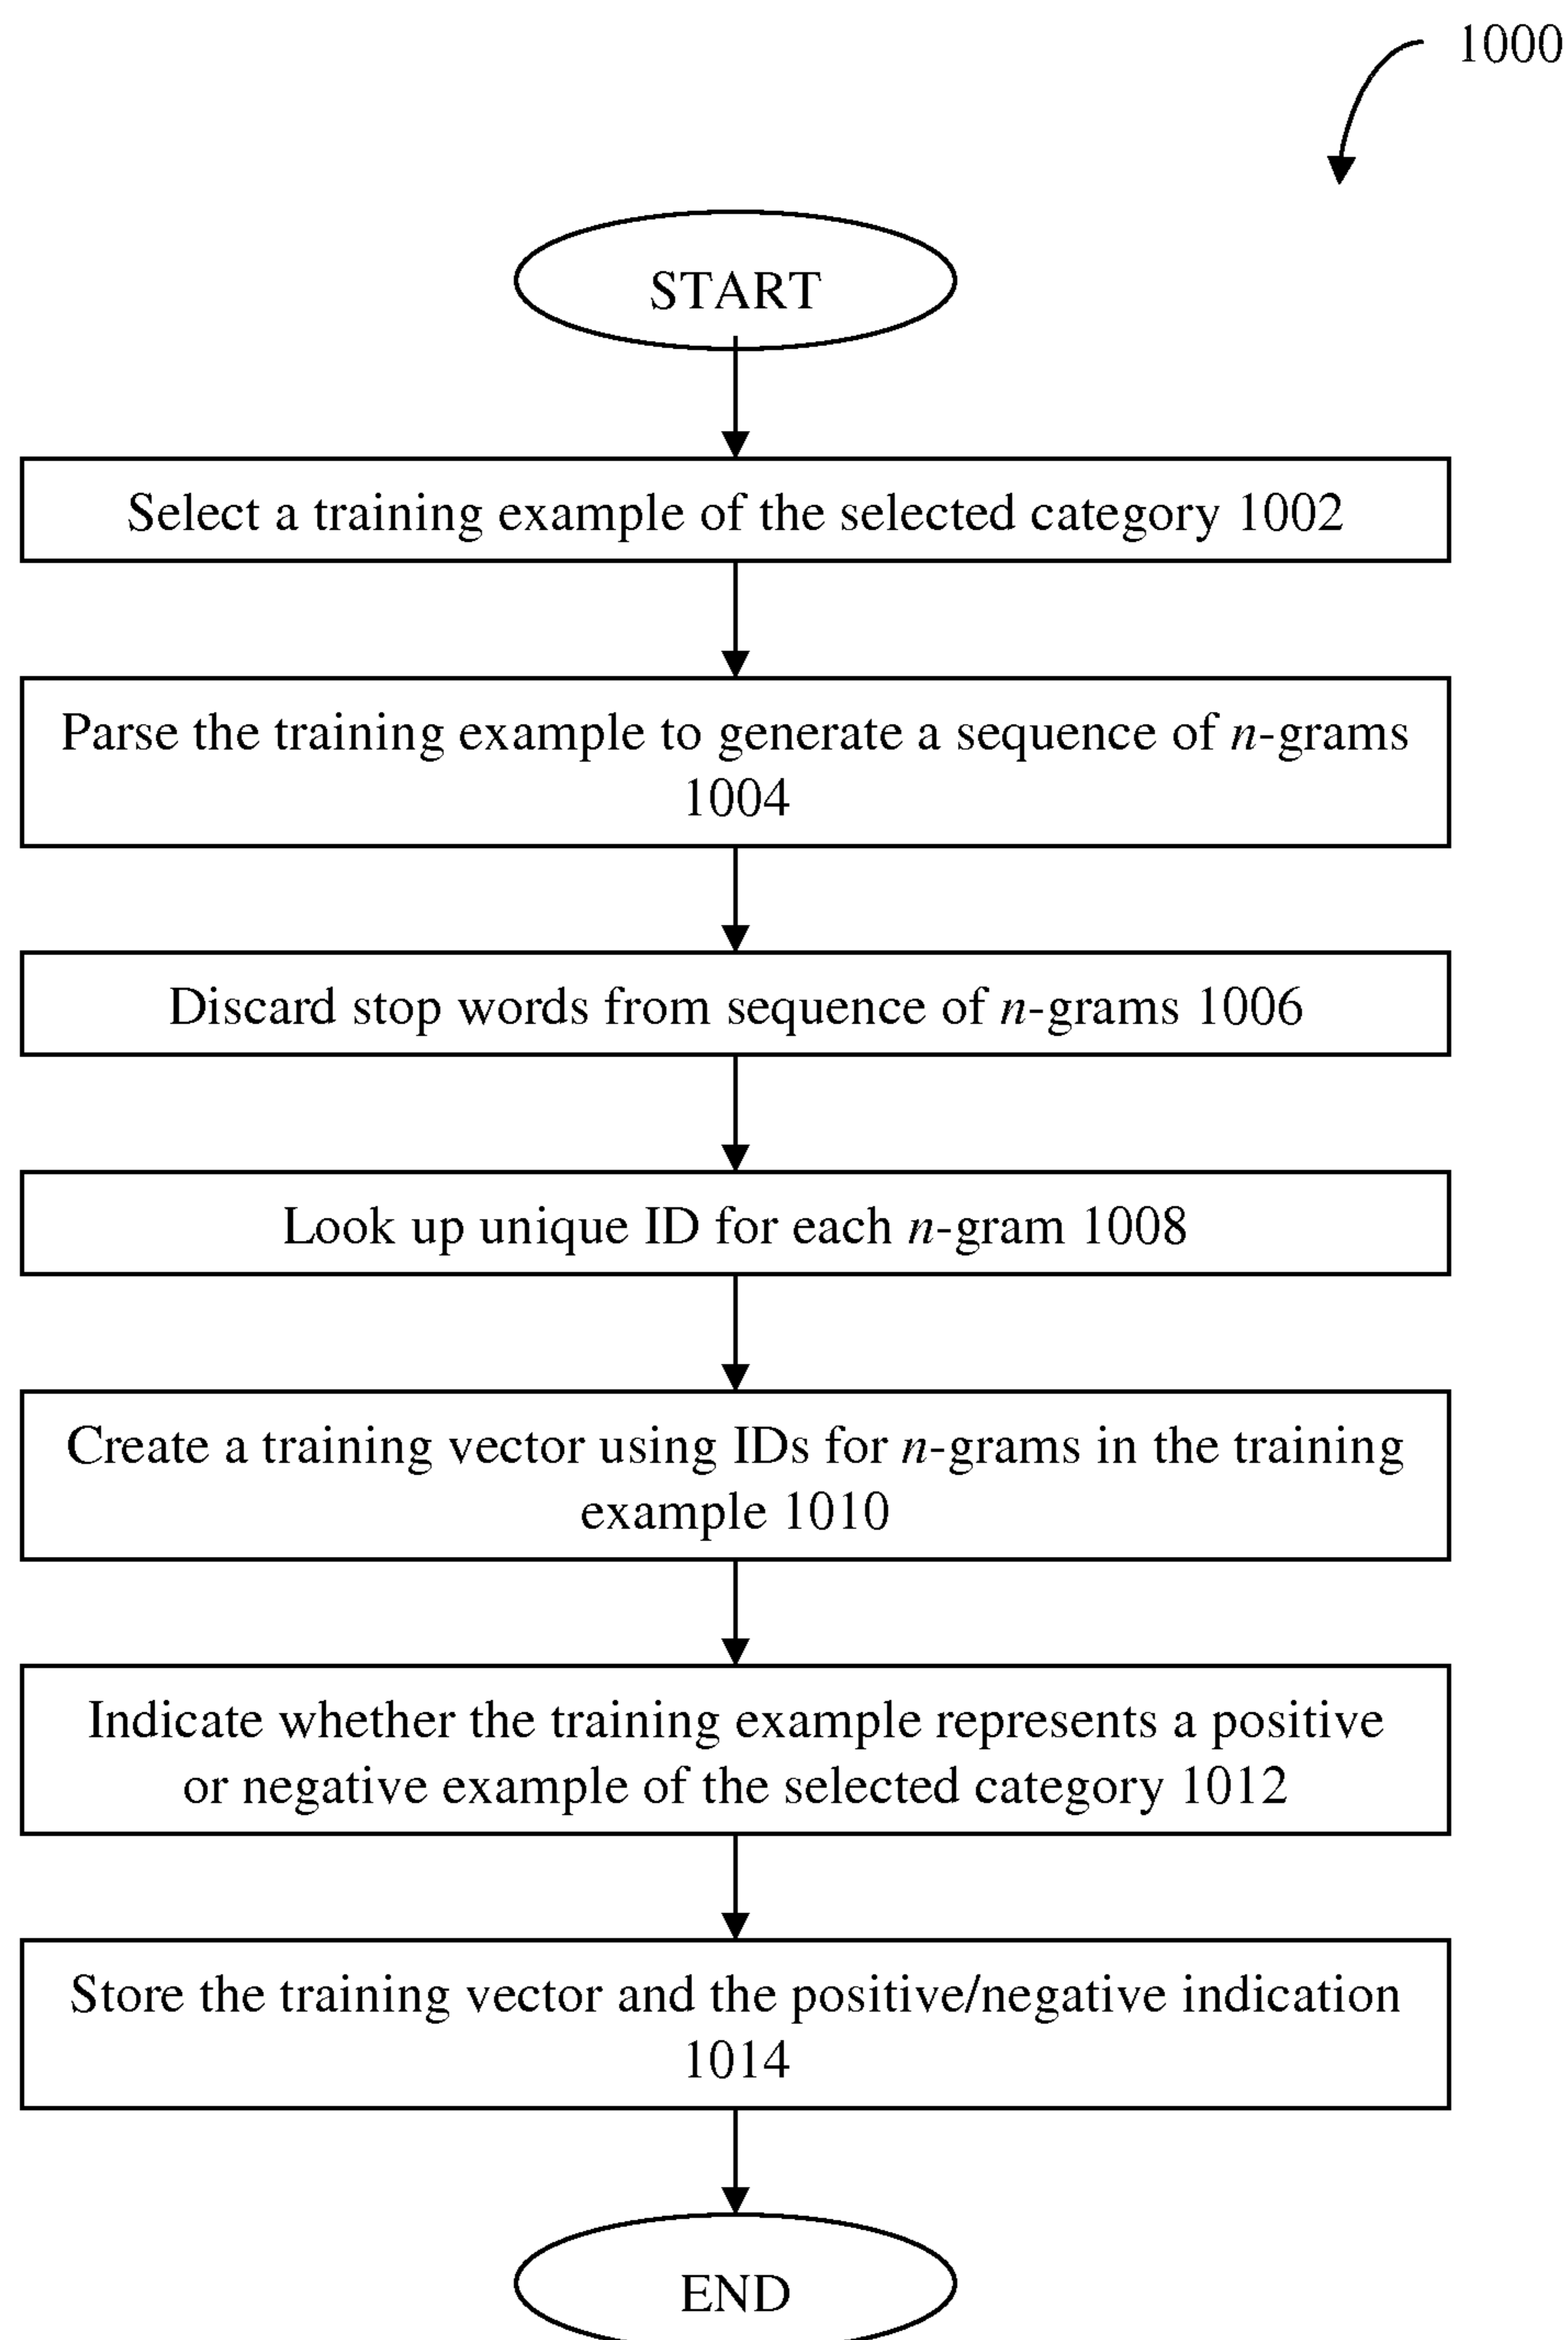 1000
START
Select a training example of the selected category 1002
Parse the training example to generate a sequence of n-grams
1004
Discard stop words from sequence of n-grams 1006
Look up unique ID for each n-gram 1008
Create a training vector using IDs for n-grams in the training
example 1010
Indicate whether the training example represents a positive
or negative example of the selected category 1012
Store the training vector and the positive/negative indication
1014
END